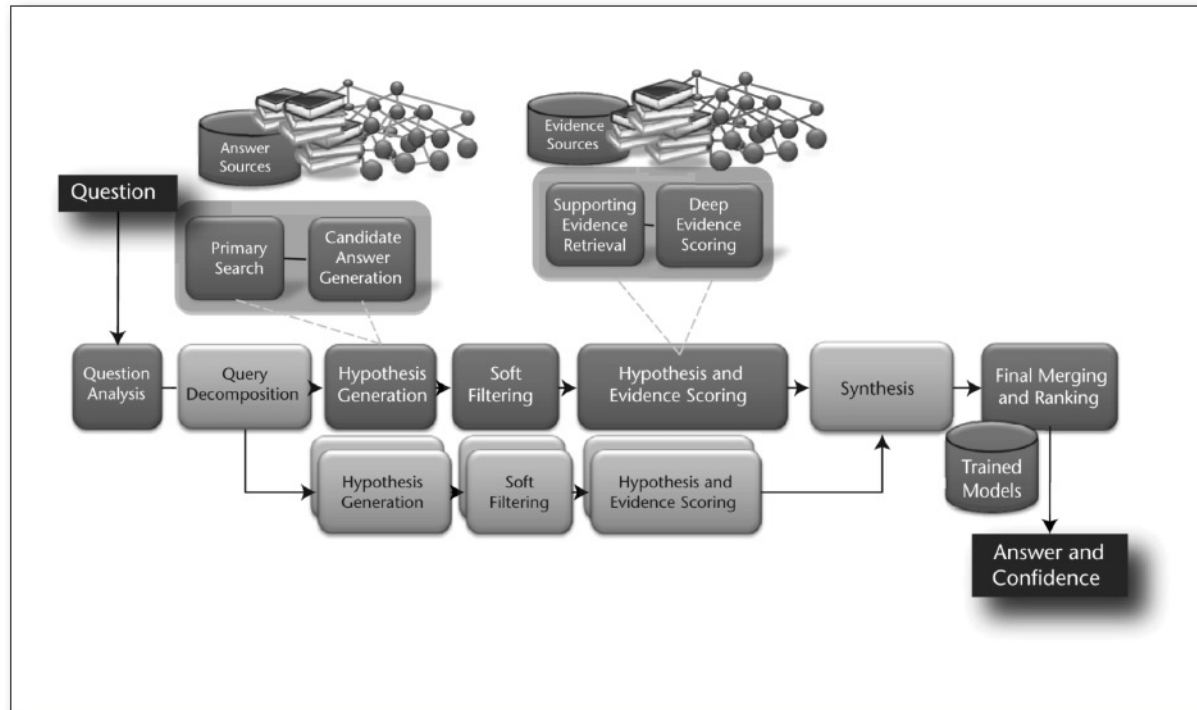 Answer
Sources
Evidence
Sources
Question
Primary
Search
Candidate
Answer
Generation
Supporting
Evidence
Retrieval
Deep
Evidence
Scoring
Question
Analysis
Query
Decomposition
Hypothesis
Generation
Soft
Filtering
Hypothesis and
Evidence Scoring
Synthesis
Final Merging
and Ranking
Hypothesis
Generation
Soft
Filtering
Hypothesis and
Evidence Scoring
Trained
Models
Answer and
Confidence